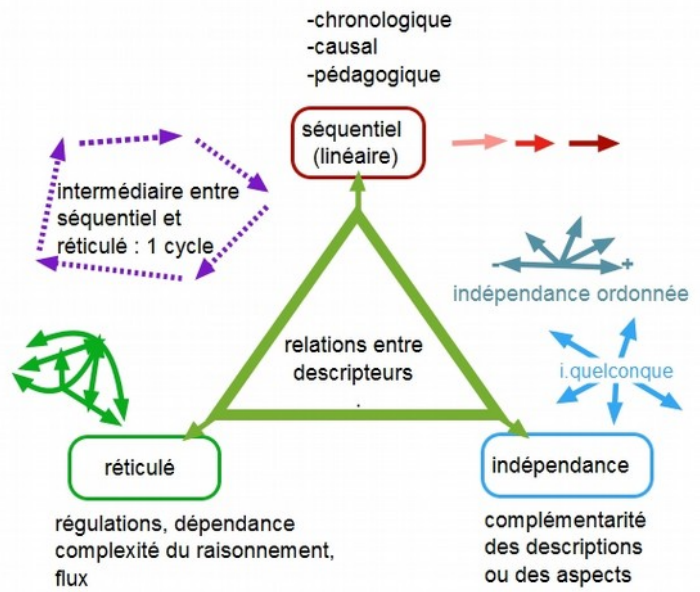 -chronologique
-causal
-pédagogique
séquentiel
(linéaire)
intermédiaire entre
séquentiel et
réticulé : 1 cycle
- +
indépendance ordonnée
relations entre
descripteurs
.
i.quelconque
réticulé
indépendance
régulations, dépendance
complexité du raisonnement,
flux
complémentarité
des descriptions
ou des aspects